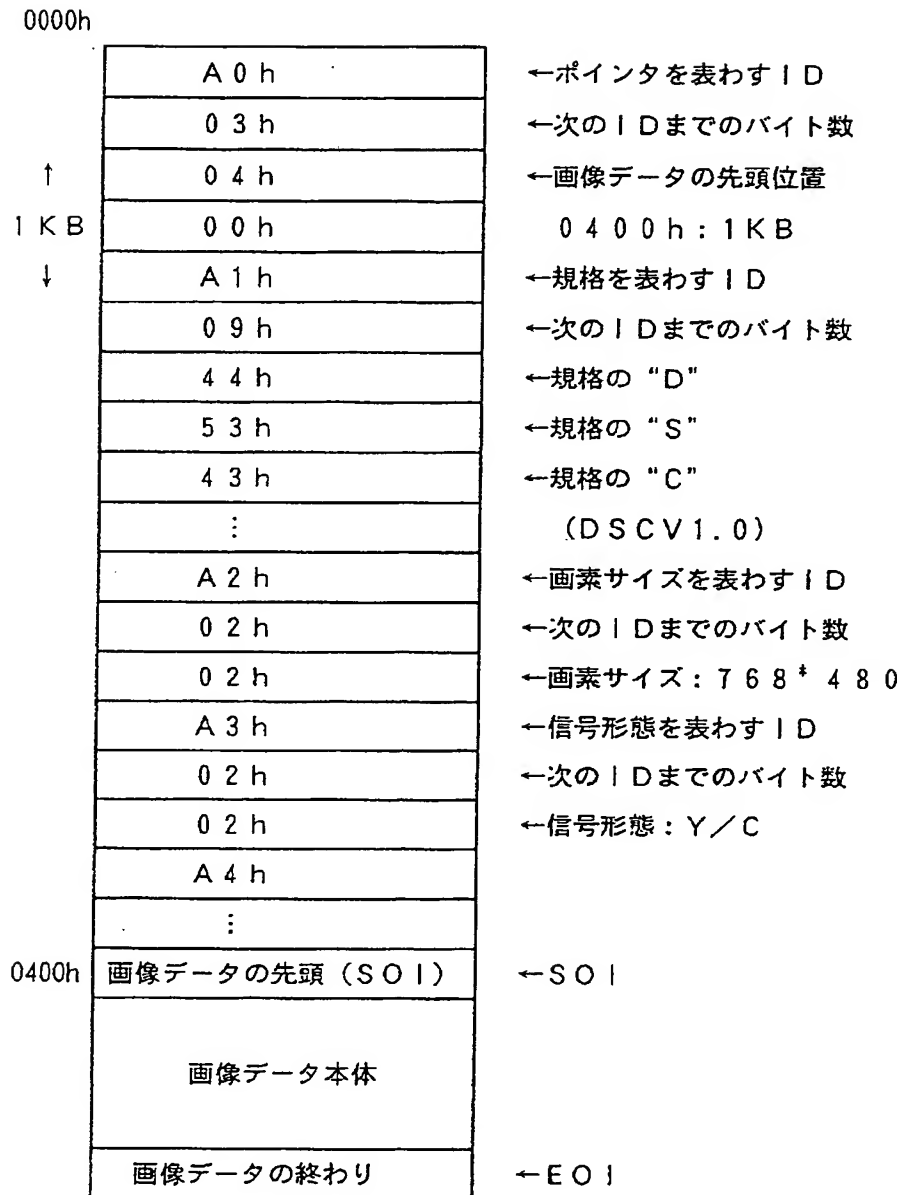 0000h
A0h ←ポインタを表わすID
03h ←次のIDまでのバイト数
↑ 04h ←画像データの先頭位置
1KB 00h 0400h:1KB
↓ A1h ←規格を表わすID
09h ←次のIDまでのバイト数
44h ←規格の“D”
53h ←規格の“S”
43h ←規格の“C”
⋮ (DSCV1.0)
A2h ←画素サイズを表わすID
02h ←次のIDまでのバイト数
02h ←画素サイズ:768*480
A3h ←信号形態を表わすID
02h ←次のIDまでのバイト数
02h ←信号形態:Y/C
A4h
⋮
0400h 画像データの先頭(SOI) ←SOI
画像データ本体
画像データの終わり ←EOI